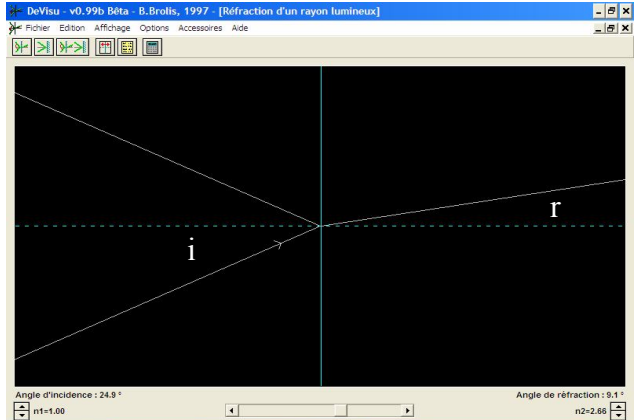 DeVisu - v0.99b Bêta - B.Brolis, 1997 - [Réfraction d'un rayon lumineux]
Fichier Edition Affichage Options Accessoires Aide
r
i
Angle d'incidence : 24.9 ° Angle de réfraction : 9.1 °
n1=1.00 n2=2.66